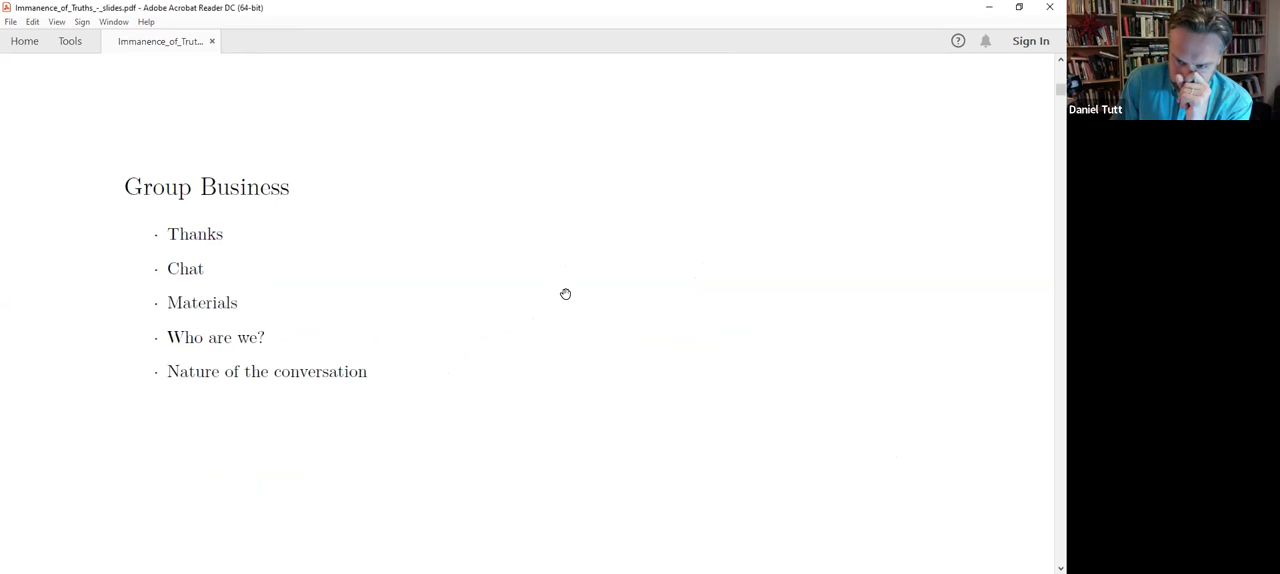 Immanence_of_Truths_-_slides.pdf - Adobe Acrobat Reader DC (64-bit)
File Edit View Sign Window Help
Home Tools Immanence_of_Trut... × ? Sign In
Daniel Tutt
Group Business
· Thanks
· Chat
· Materials
· Who are we?
· Nature of the conversation